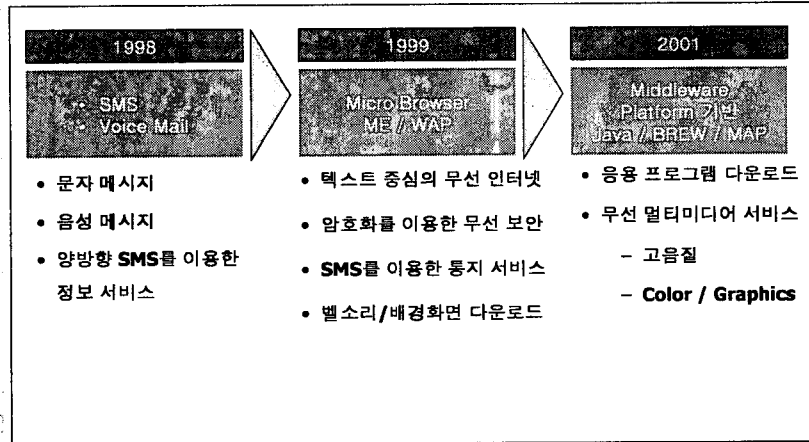 1998
SMS
Voice Mail
• 문자 메시지
• 음성 메시지
• 양방향 SMS를 이용한
정보 서비스
1999
Micro Browser
ME / WAP
• 텍스트 중심의 무선 인터넷
• 암호화를 이용한 무선 보안
• SMS를 이용한 통지 서비스
• 벨소리/배경화면 다운로드
2001
Middleware
Platform 기반
Java / BREW / MAP
• 응용 프로그램 다운로드
• 무선 멀티미디어 서비스
– 고음질
– Color / Graphics